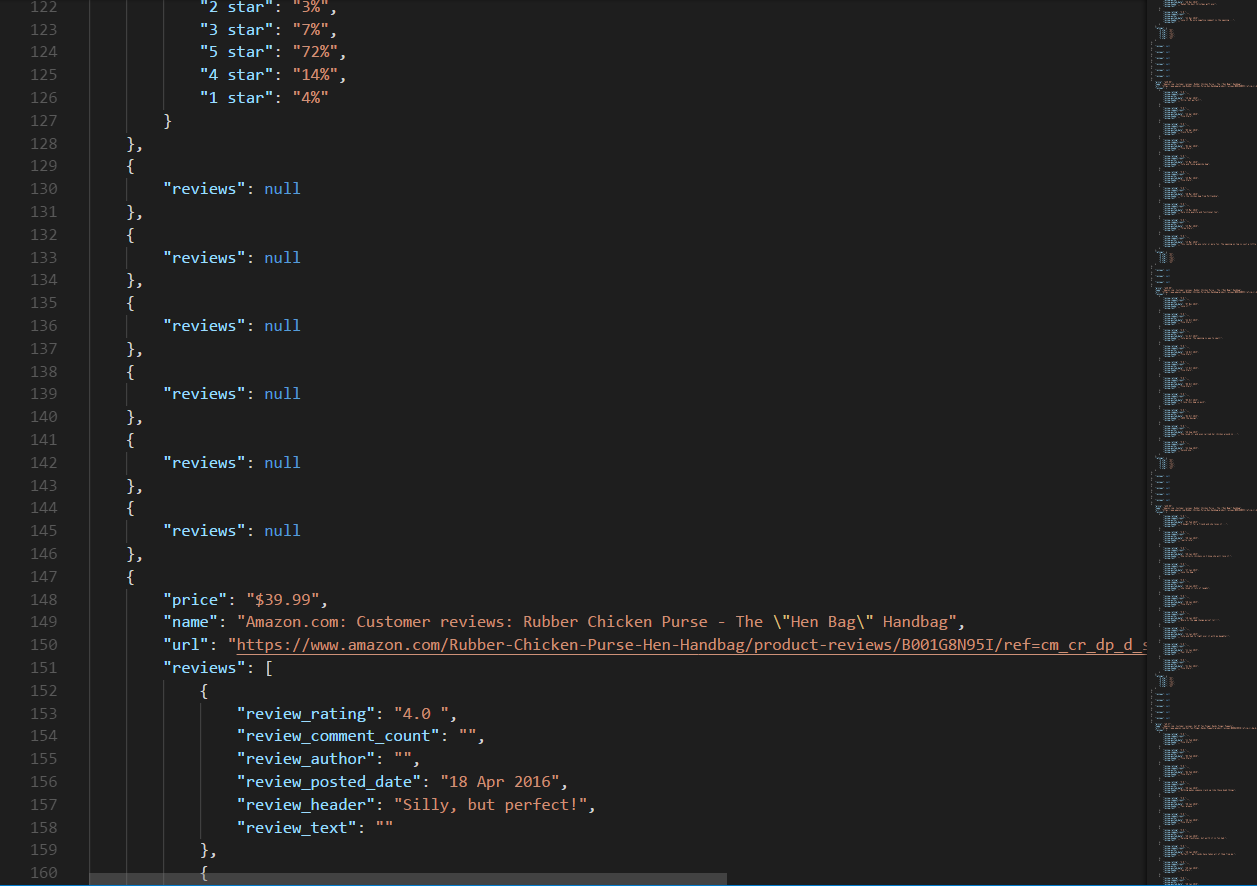 122 "2 star": "3%",
123 "3 star": "7%",
124 "5 star": "72%",
125 "4 star": "14%",
126 "1 star": "4%"
127 }
128 },
129 {
130 "reviews": null
131 },
132 {
133 "reviews": null
134 },
135 {
136 "reviews": null
137 },
138 {
139 "reviews": null
140 },
141 {
142 "reviews": null
143 },
144 {
145 "reviews": null
146 },
147 {
148 "price": "$39.99",
149 "name": "Amazon.com: Customer reviews: Rubber Chicken Purse - The \"Hen Bag\" Handbag",
150 "url": "https://www.amazon.com/Rubber-Chicken-Purse-Hen-Handbag/product-reviews/B001G8N95I/ref=cm_cr_dp_d_s
151 "reviews": [
152 {
153 "review_rating": "4.0 ",
154 "review_comment_count": "",
155 "review_author": "",
156 "review_posted_date": "18 Apr 2016",
157 "review_header": "Silly, but perfect!",
158 "review_text": ""
159 },
160 {